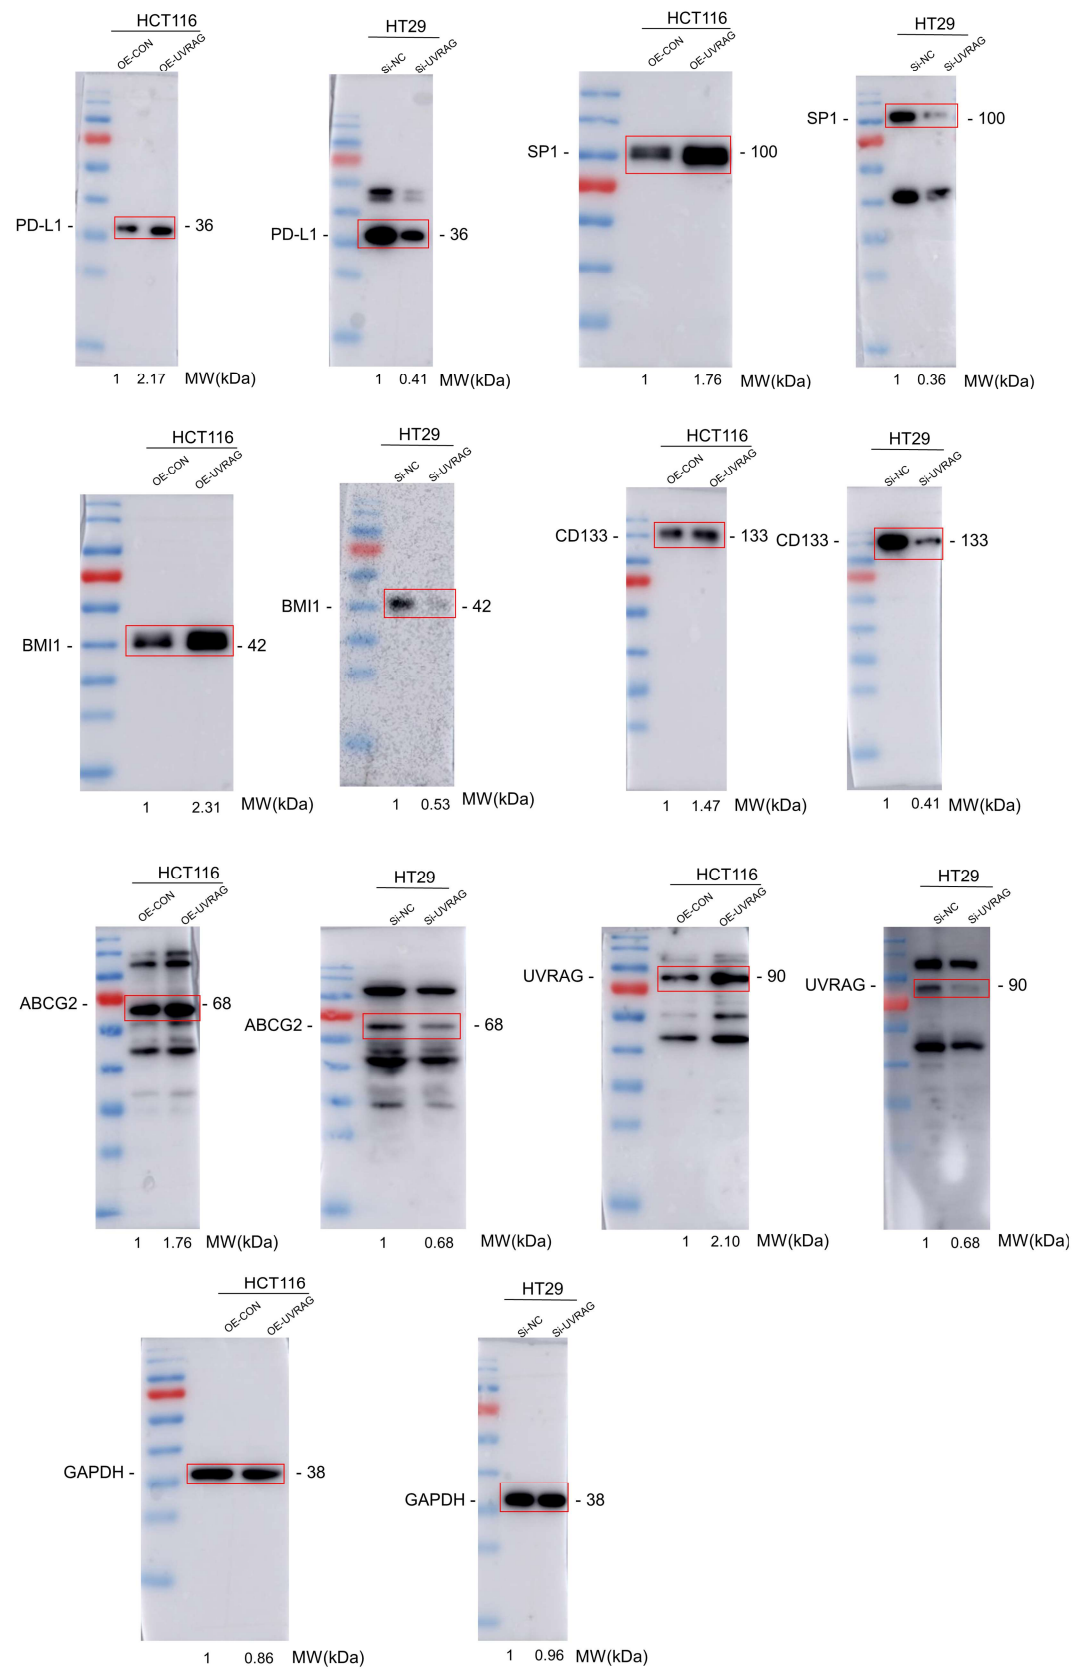 HCT116
OE-CON OE-UVRAG
PD-L1 - - 36
1 2.17 MW(kDa)
HT29
Si-NC Si-UVRAG
PD-L1 - - 36
1 0.41 MW(kDa)
HCT116
OE-CON OE-UVRAG
SP1 - - 100
1 1.76 MW(kDa)
HT29
Si-NC Si-UVRAG
SP1 - - 100
1 0.36 MW(kDa)
HCT116
OE-CON OE-UVRAG
BMI1 - - 42
1 2.31 MW(kDa)
HT29
Si-NC Si-UVRAG
BMI1 - - 42
1 0.53 MW(kDa)
HCT116
OE-CON OE-UVRAG
CD133 - - 133
1 1.47 MW(kDa)
HT29
Si-NC Si-UVRAG
CD133 - - 133
1 0.41 MW(kDa)
HCT116
OE-CON OE-UVRAG
ABCG2 - - 68
1 1.76 MW(kDa)
HT29
Si-NC Si-UVRAG
ABCG2 - - 68
1 0.68 MW(kDa)
HCT116
OE-CON OE-UVRAG
UVRAG - - 90
1 2.10 MW(kDa)
HT29
Si-NC Si-UVRAG
UVRAG - - 90
1 0.68 MW(kDa)
HCT116
OE-CON OE-UVRAG
GAPDH - - 38
1 0.86 MW(kDa)
HT29
Si-NC Si-UVRAG
GAPDH - - 38
1 0.96 MW(kDa)